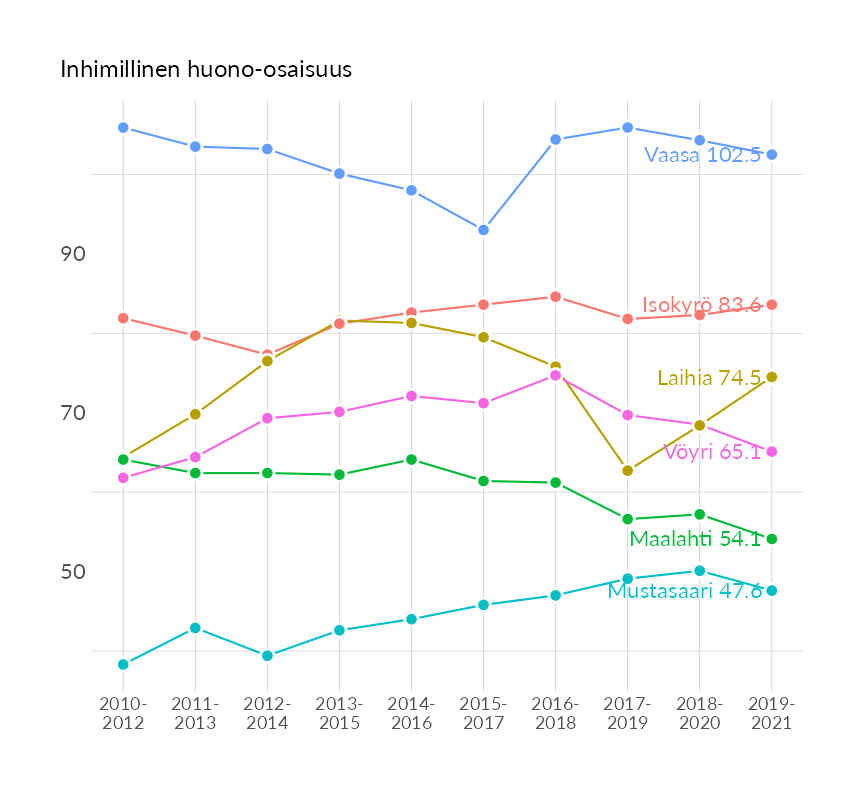 Inhimillinen huono-osaisuus
Vaasa 102.5
90
Isokyrö 83.6
Laihia 74.5
70
Vöyri 65.1
Maalahti 54.1
50
Mustasaari 47.6
2010- 2011- 2012- 2013- 2014- 2015- 2016- 2017- 2018- 2019-
2012 2013 2014 2015 2016 2017 2018 2019 2020 2021